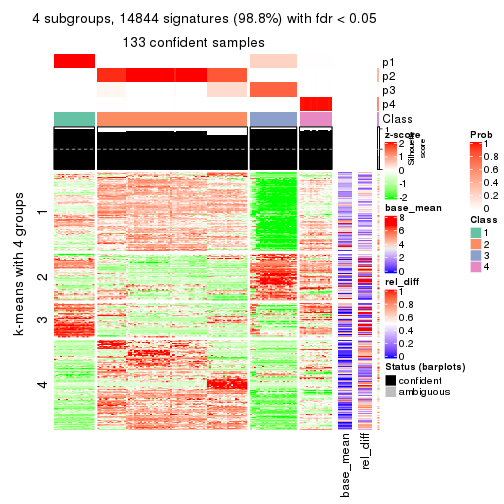 4 subgroups, 14844 signatures (98.8%) with fdr < 0.05
133 confident samples
p1
p2
p3
p4
Class
1
z-score
2
1
0
-1
-2
Silhouette
score
Prob
1
0.8
0.6
0.4
0.2
0
base_mean
8
6
4
2
0
Class
1
2
3
4
rel_diff
1
0.8
0.6
0.4
0.2
0
Status (barplots)
confident
ambiguous
k-means with 4 groups
1
2
3
4
base_mean
rel_diff